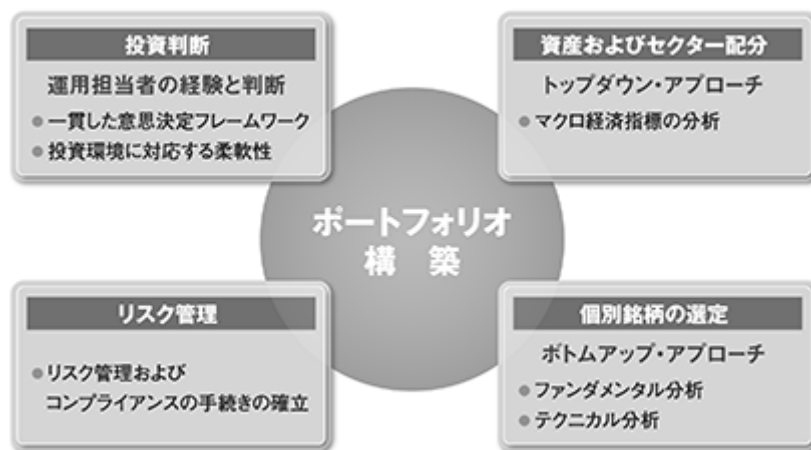 投資判断
運用担当者の経験と判断
●一貫した意思決定フレームワーク
●投資環境に対応する柔軟性
資産およびセクター配分
トップダウン・アプローチ
●マクロ経済指標の分析
ポートフォリオ
構 築
リスク管理
●リスク管理および
コンプライアンスの手続きの確立
個別銘柄の選定
ボトムアップ・アプローチ
●ファンダメンタル分析
●テクニカル分析